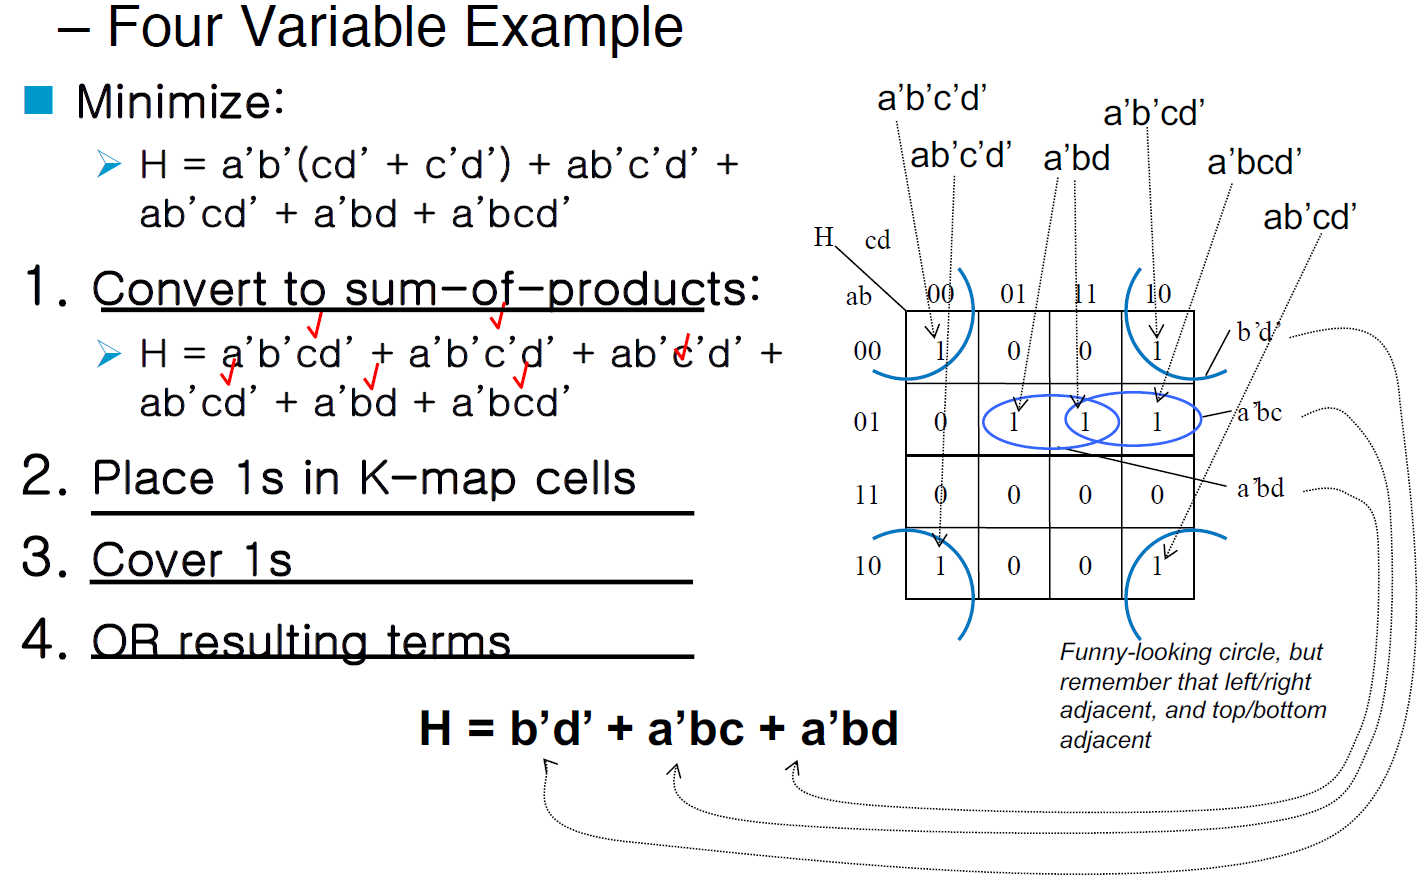 – Four Variable Example
Minimize:
H = a’b’(cd’ + c’d’) + ab’c’d’ +
ab’cd’ + a’bd + a’bcd’
1. Convert to sum-of-products:
H = a’b’cd’ + a’b’c’d’ + ab’c’d’ +
ab’cd’ + a’bd + a’bcd’
2. Place 1s in K-map cells
3. Cover 1s
4. OR resulting terms
H = b’d’ + a’bc + a’bd
a’b’c’d’
a’b’cd’
ab’c’d’
a’bd
a’bcd’
ab’cd’
H cd
ab 00 01 11 10
00 1 0 0 1
b’d’
01 0 1 1 1
a’bc
11 0 0 0 0
a’bd
10 1 0 0 1
Funny-looking circle, but
remember that left/right
adjacent, and top/bottom
adjacent